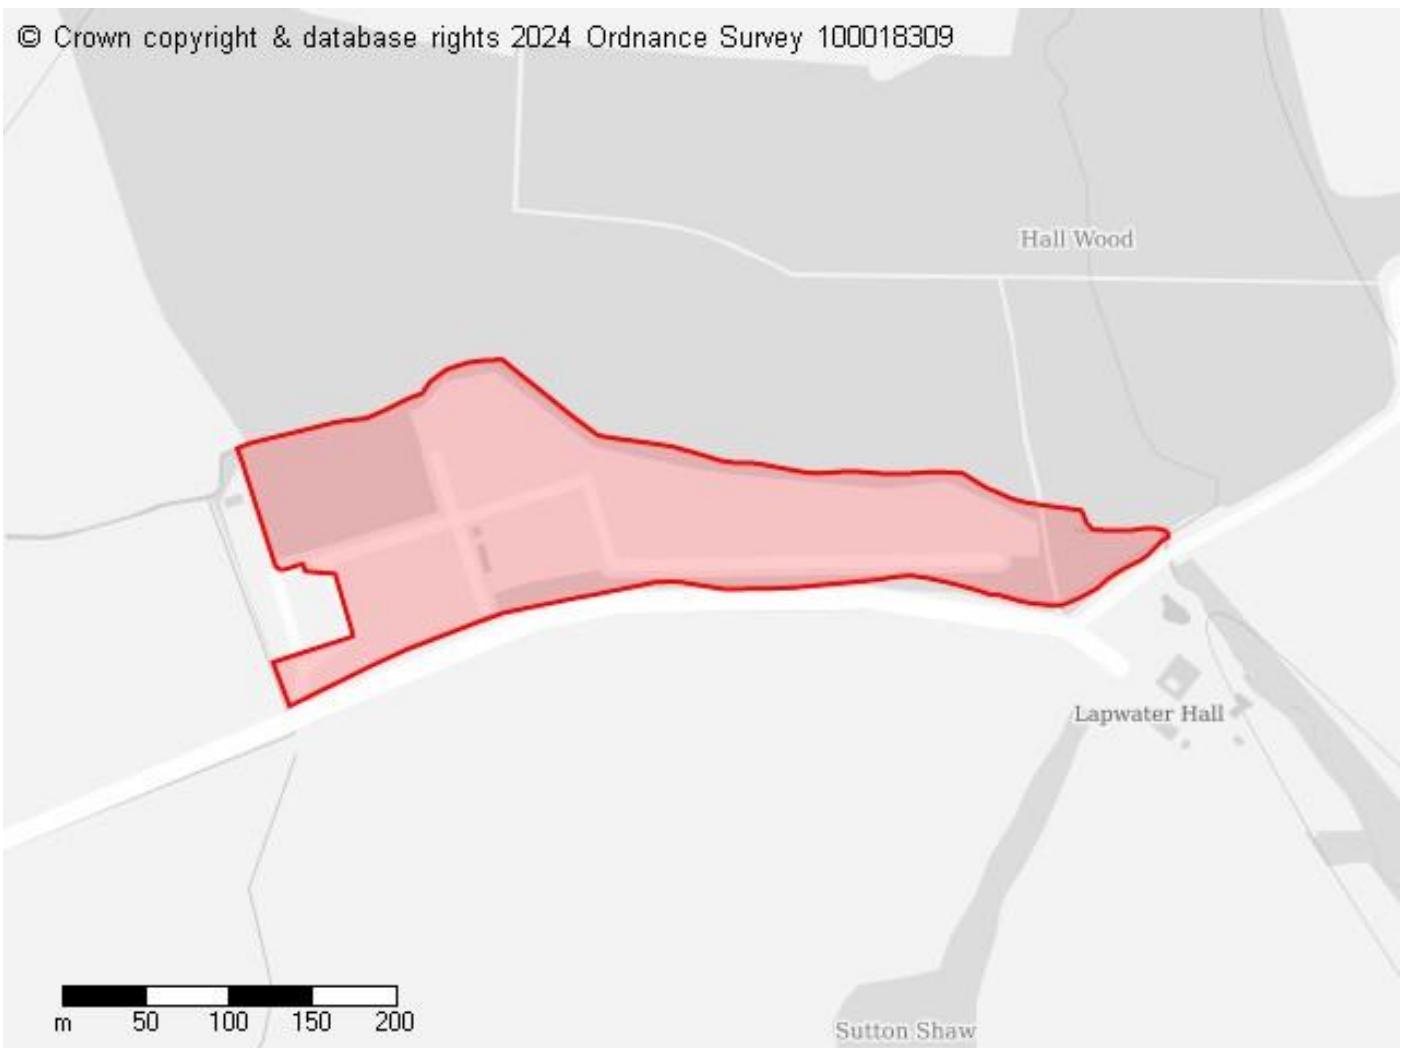 © Crown copyright & database rights 2024 Ordnance Survey 100018309
Hall Wood
Lapwater Hall
m 50 100 150 200
Sutton Shaw